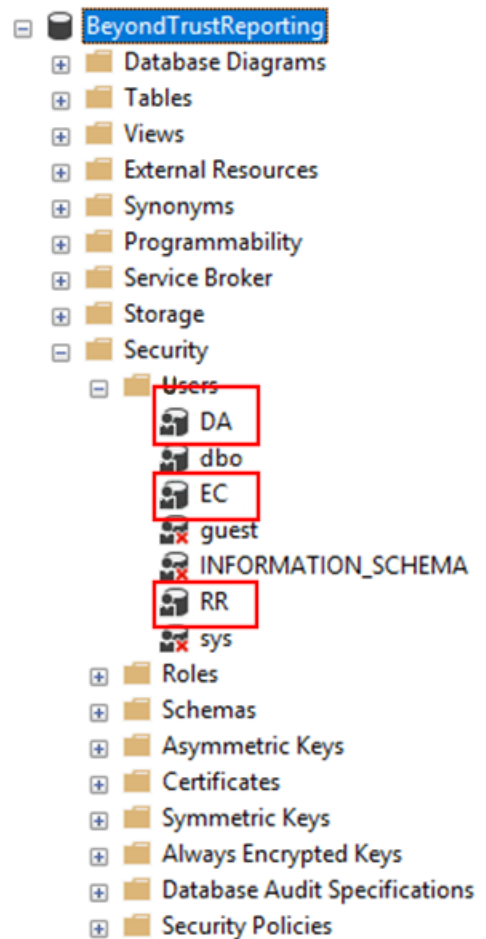 BeyondTrustReporting
Database Diagrams
Tables
Views
External Resources
Synonyms
Programmability
Service Broker
Storage
Security
Users
DA
dbo
EC
guest
INFORMATION_SCHEMA
RR
sys
Roles
Schemas
Asymmetric Keys
Certificates
Symmetric Keys
Always Encrypted Keys
Database Audit Specifications
Security Policies